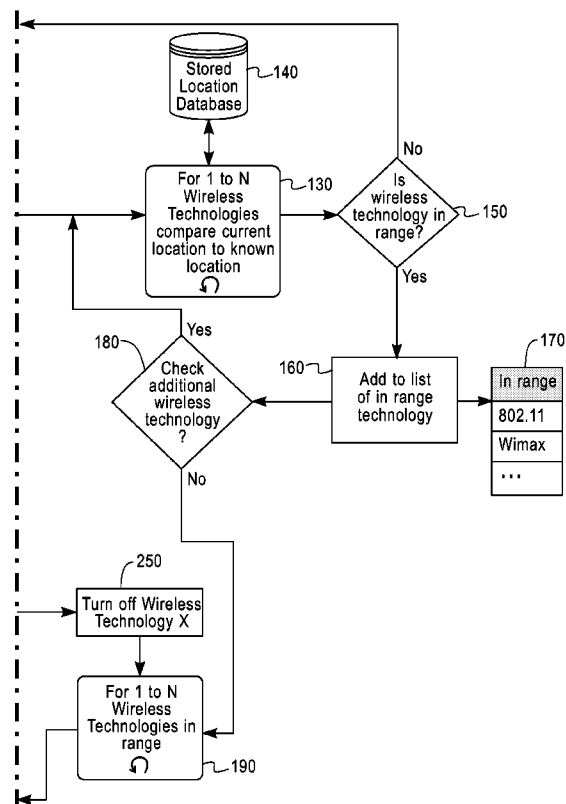 Stored
Location
Database
140
No
For 1 to N
Wireless
Technologies
compare current
location to known
location
130
Is
wireless
technology in
range?
150
Yes
Yes
180
Check
additional
wireless
technology
?
160
Add to list
of in range
technology
170
In range
802.11
Wimax
...
No
250
Turn off Wireless
Technology X
For 1 to N
Wireless
Technologies in
range
190